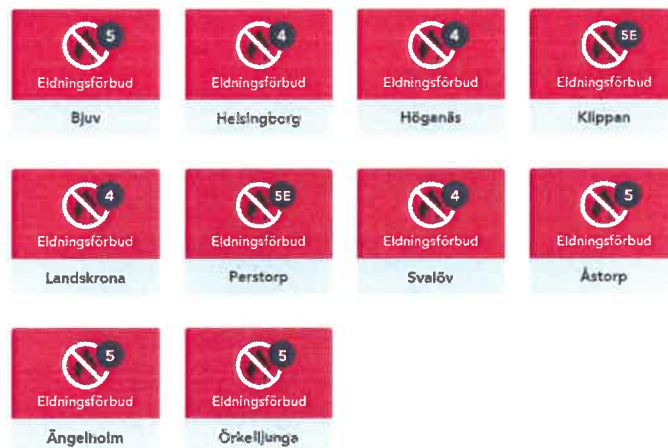 5 4 4 5E
Eldningsförbud Eldningsförbud Eldningsförbud Eldningsförbud
Bjuv Helsingborg Höganäs Klippan
4 5E 4 5
Eldningsförbud Eldningsförbud Eldningsförbud Eldningsförbud
Landskrona Perstorp Svalöv Åstorp
5 5
Eldningsförbud Eldningsförbud
Ängelholm Örkelljunga